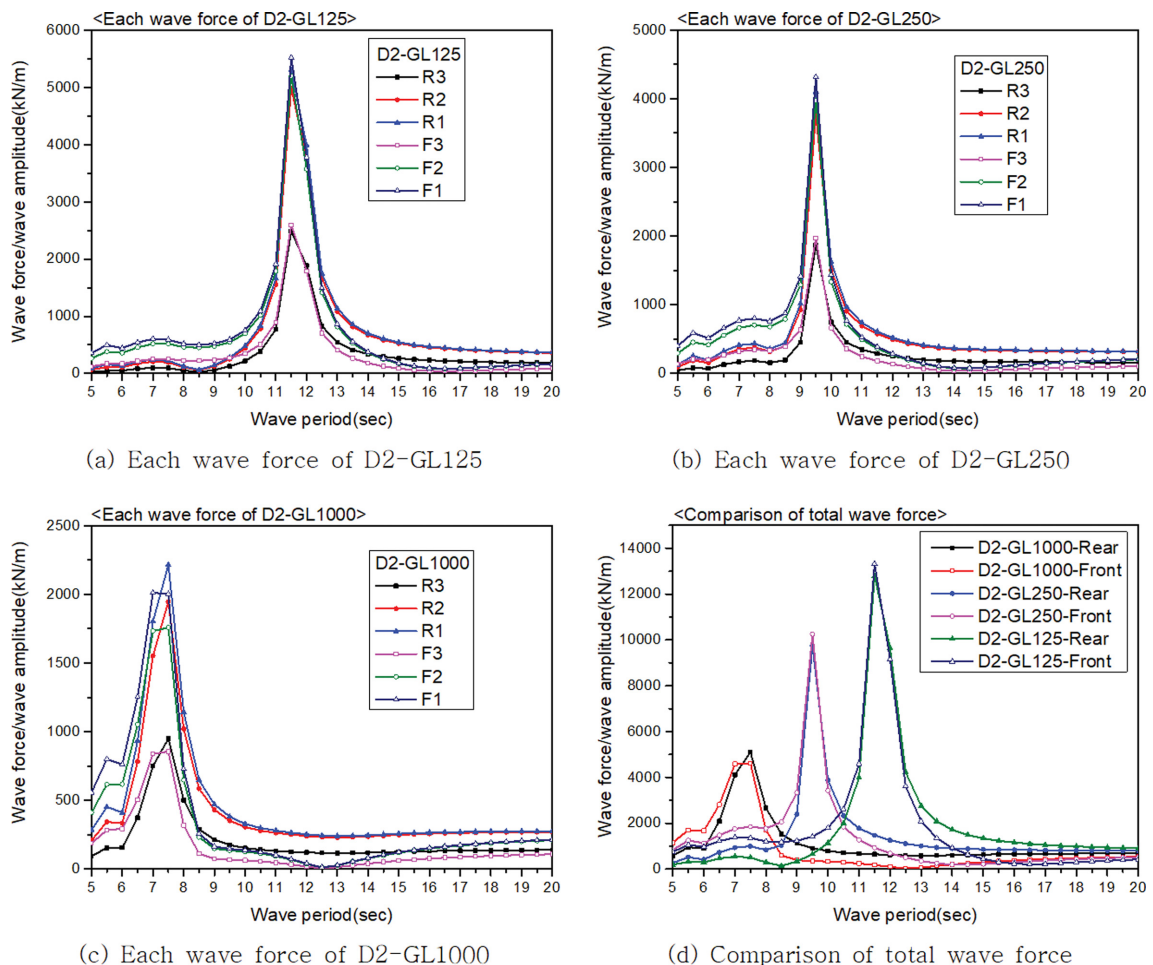 <Each wave force of D2-GL125>
Wave force/wave amplitude(kN/m)
6000
5000
4000
3000
2000
1000
0
D2-GL125
R3
R2
R1
F3
F2
F1
5 6 7 8 9 10 11 12 13 14 15 16 17 18 19 20
Wave period(sec)
(a) Each wave force of D2-GL125
<Each wave force of D2-GL250>
Wave force/wave amplitude(kN/m)
5000
4000
3000
2000
1000
0
D2-GL250
R3
R2
R1
F3
F2
F1
5 6 7 8 9 10 11 12 13 14 15 16 17 18 19 20
Wave period(sec)
(b) Each wave force of D2-GL250
<Each wave force of D2-GL1000>
Wave force/wave amplitude(kN/m)
2500
2000
1500
1000
500
0
D2-GL1000
R3
R2
R1
F3
F2
F1
5 6 7 8 9 10 11 12 13 14 15 16 17 18 19 20
Wave period(sec)
(c) Each wave force of D2-GL1000
<Comparison of total wave force>
Wave force/wave amplitude(kN/m)
14000
12000
10000
8000
6000
4000
2000
0
D2-GL1000-Rear
D2-GL1000-Front
D2-GL250-Rear
D2-GL250-Front
D2-GL125-Rear
D2-GL125-Front
5 6 7 8 9 10 11 12 13 14 15 16 17 18 19 20
Wave period(sec)
(d) Comparison of total wave force